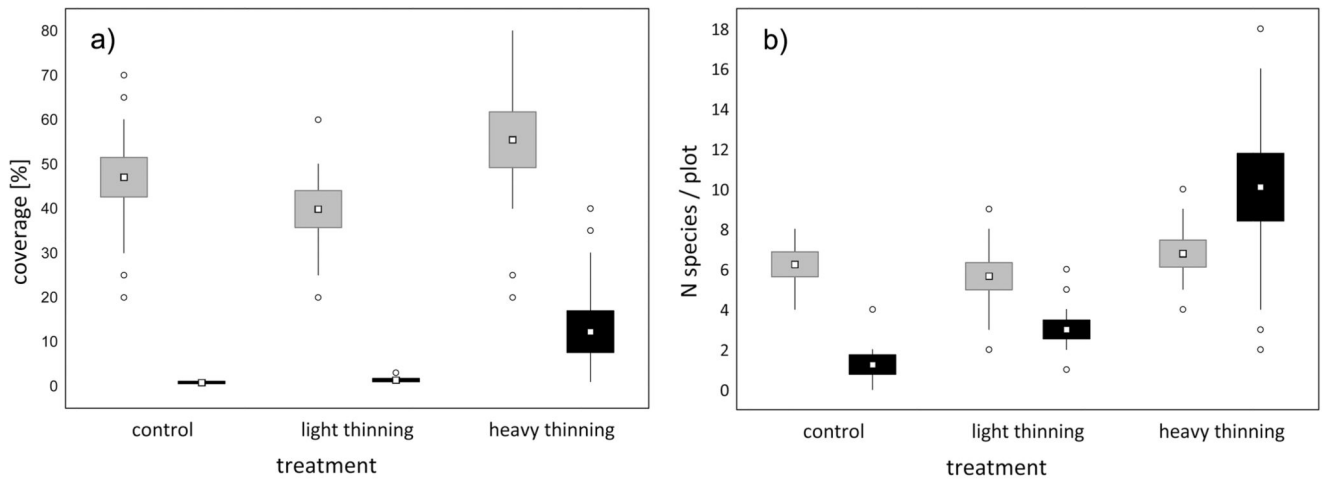 a)
coverage [%]
80
70
60
50
40
30
20
10
0
control light thinning heavy thinning
treatment
b)
N species / plot
18
16
14
12
10
8
6
4
2
0
control light thinning heavy thinning
treatment